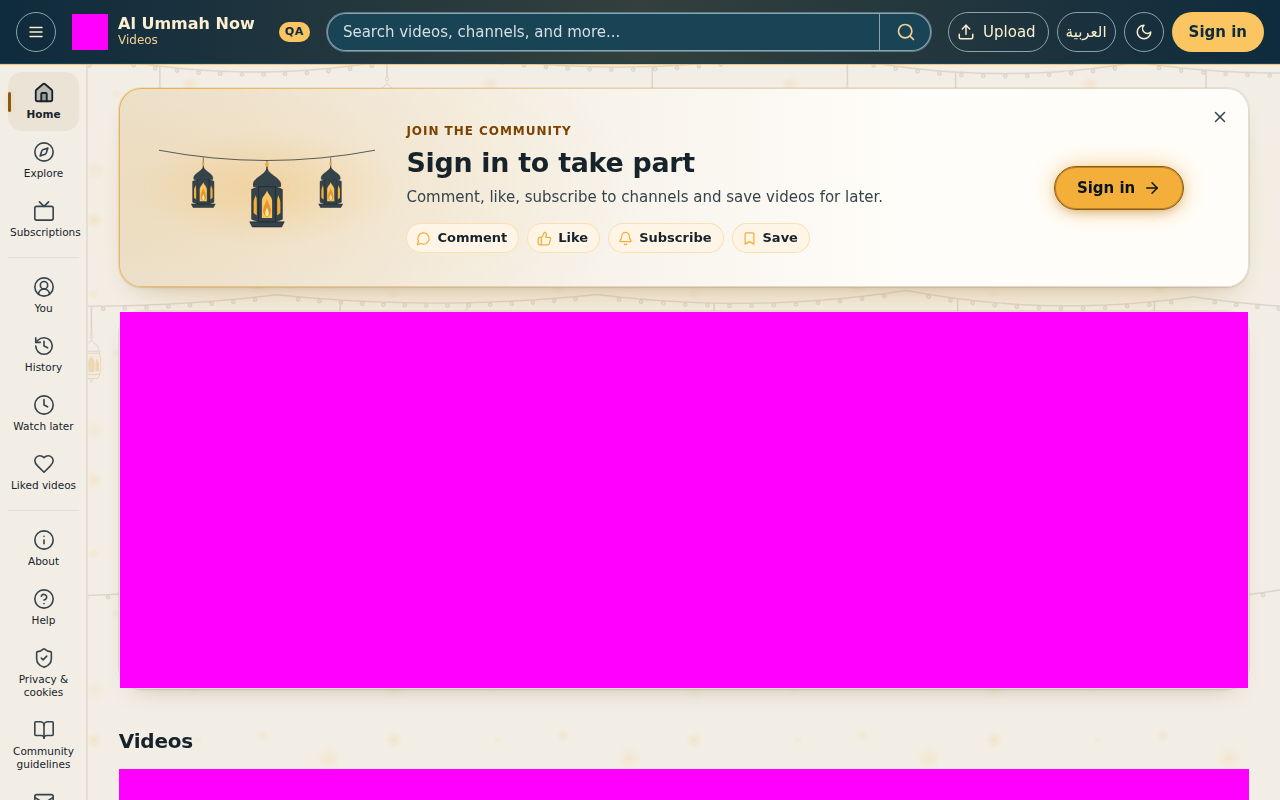 Al Ummah Now
Videos
QA
Search videos, channels, and more...
Upload
العربية
Sign in
Home
Explore
Subscriptions
You
History
Watch later
Liked videos
About
Help
Privacy &
cookies
Community
guidelines
JOIN THE COMMUNITY
Sign in to take part
Comment, like, subscribe to channels and save videos for later.
Comment
Like
Subscribe
Save
Sign in
Videos